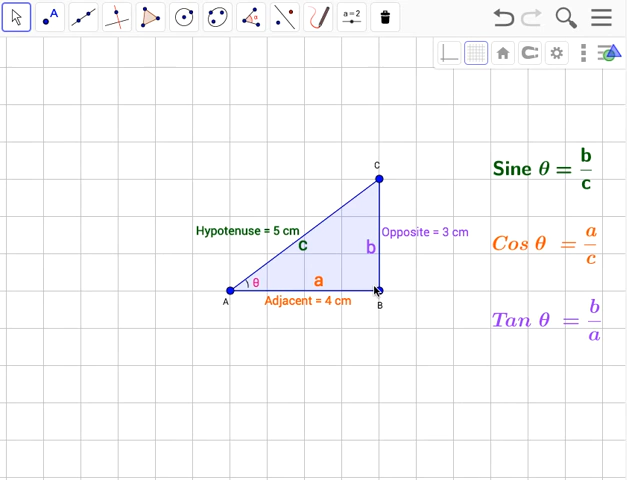 A
α
a=2
C
Sine θ = b/c
Hypotenuse = 5 cm
Opposite = 3 cm
c
b
Cos θ = a/c
a
θ
A
Adjacent = 4 cm
B
Tan θ = b/a